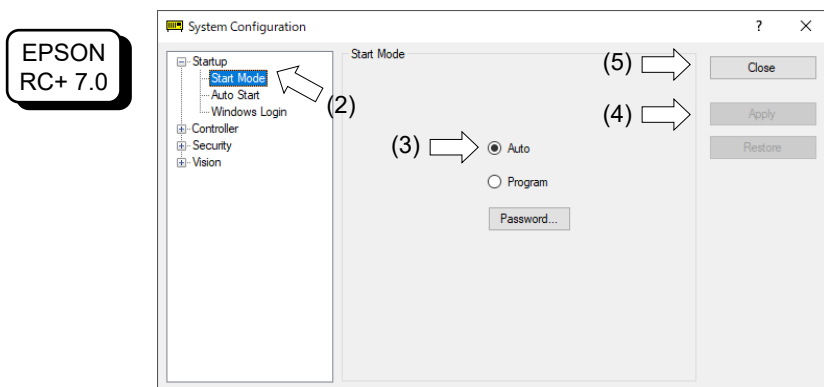 EPSON
RC+ 7.0
System Configuration
? ×
Startup
Start Mode
Auto Start
Windows Login
Controller
Security
Vision
(2)
Start Mode
(3)
Auto
Program
Password...
(5)
Close
(4)
Apply
Restore